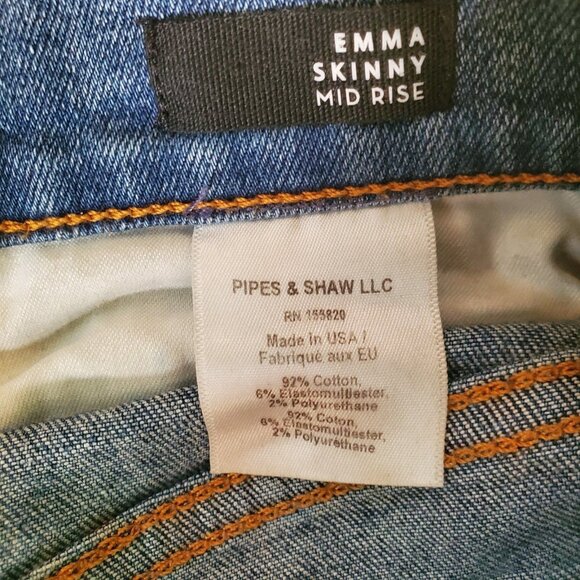 EMMA
SKINNY
MID RISE
PIPES & SHAW LLC
RN 155820
Made in USA /
Fabriqué aux EU
92% Cotton,
6% Elastomultiester,
2% Polyurethane
92% Coton,
6% Elastomultiester,
2% Polyuréthane